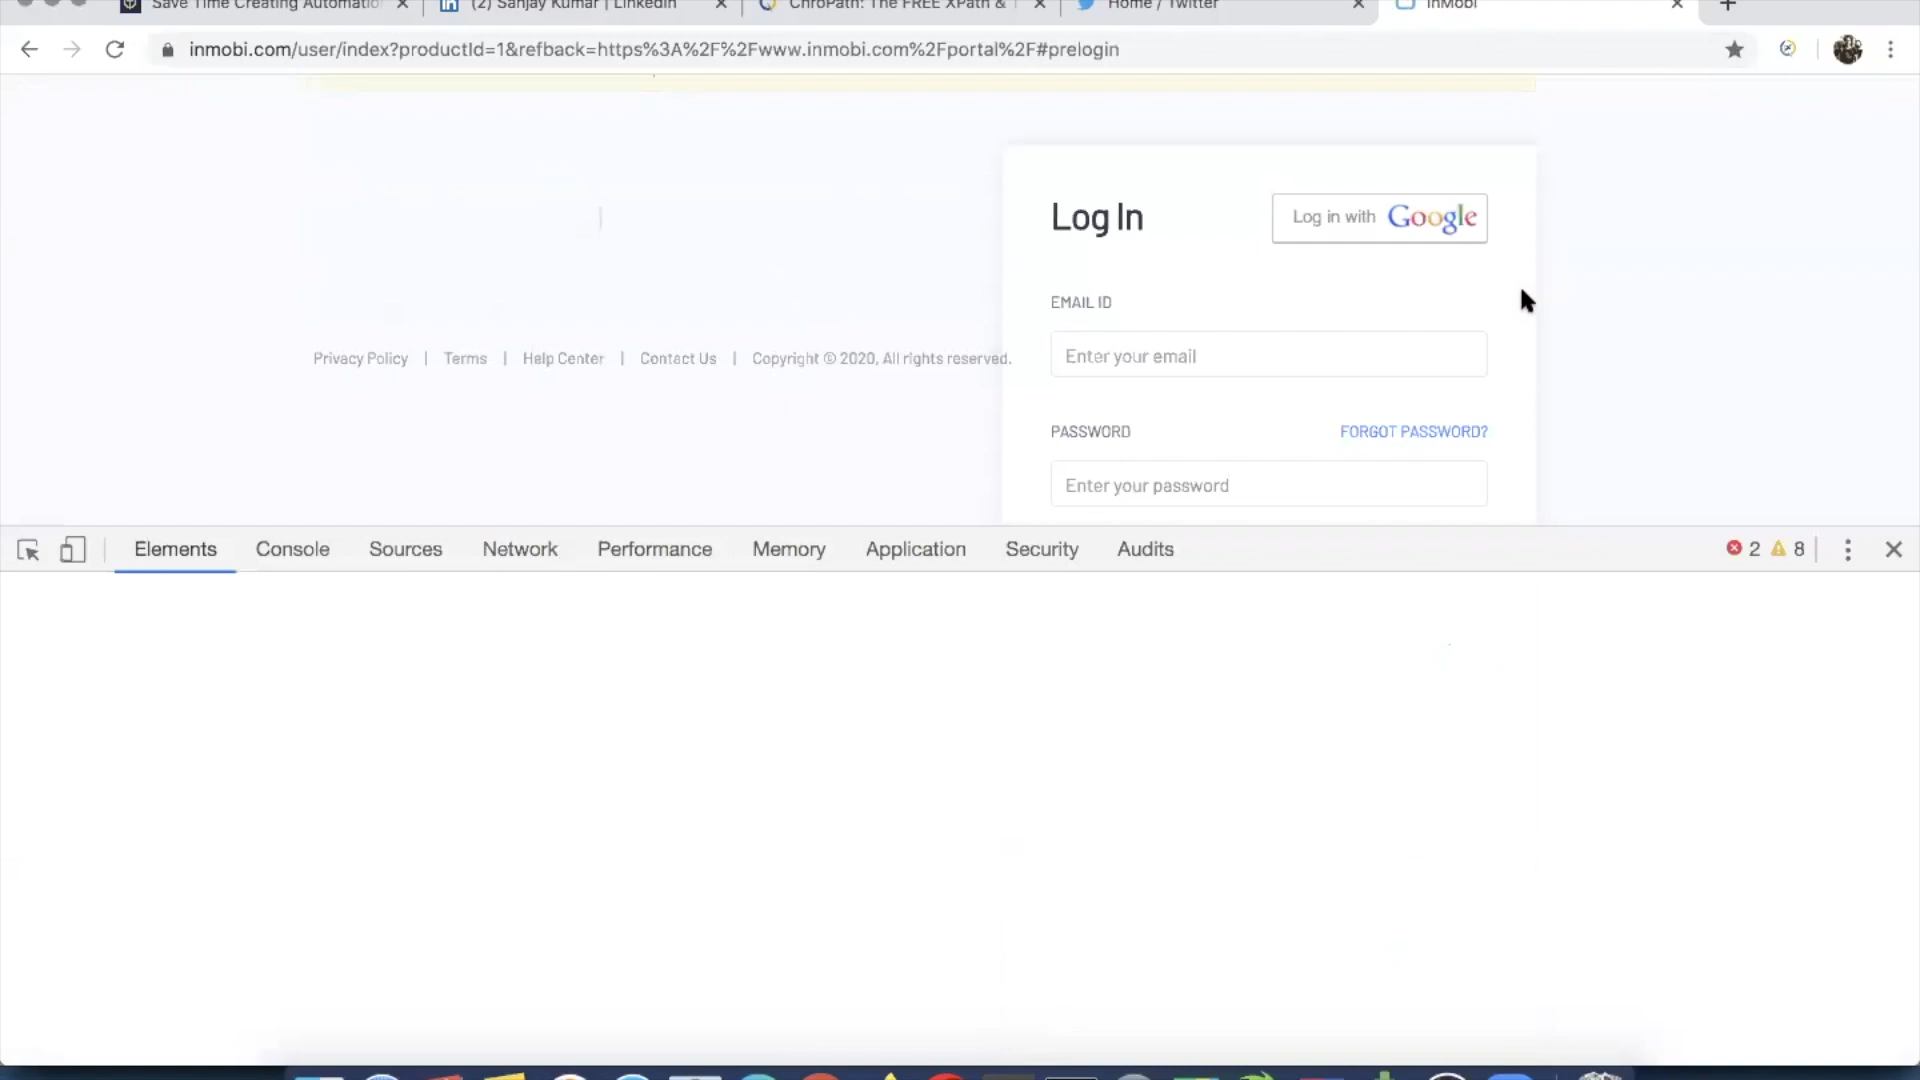 Save Time Creating Automatio
(2) Sanjay Kumar | LinkedIn
ChroPath: The FREE XPath &
Home / Twitter
InMobi
inmobi.com/user/index?productId=1&refback=https%3A%2F%2Fwww.inmobi.com%2Fportal%2F#prelogin
Log In
Log in with Google
EMAIL ID
Enter your email
Privacy Policy | Terms | Help Center | Contact Us | Copyright © 2020, All rights reserved.
PASSWORD
FORGOT PASSWORD?
Enter your password
Elements Console Sources Network Performance Memory Application Security Audits
2 8